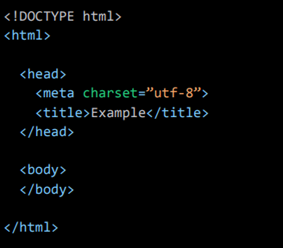 <!DOCTYPE html>
<html>
<head>
<meta charset=”utf-8”>
<title>Example</title>
</head>
<body>
</body>
</html>